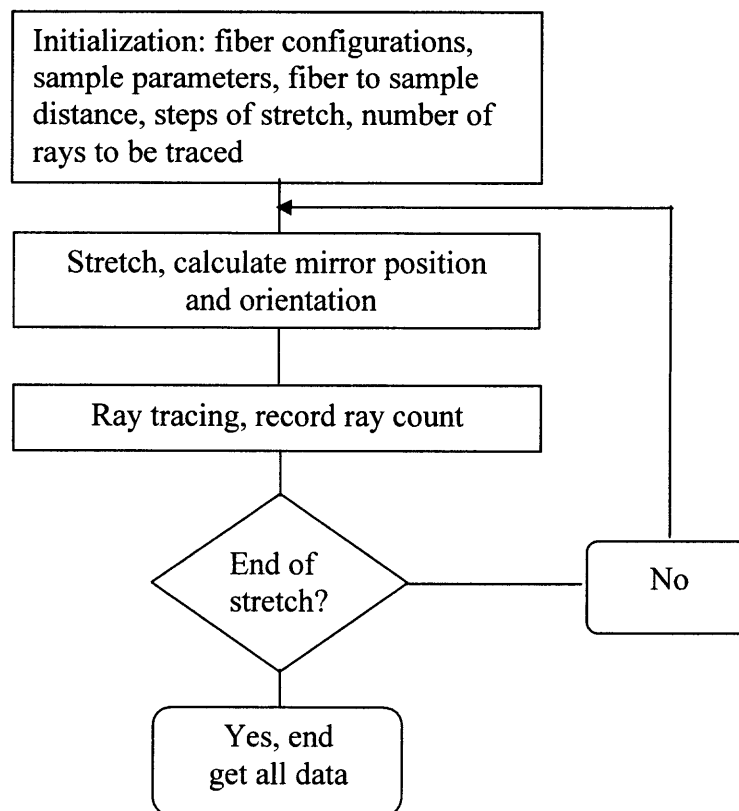 Initialization: fiber configurations,
sample parameters, fiber to sample
distance, steps of stretch, number of
rays to be traced
Stretch, calculate mirror position
and orientation
Ray tracing, record ray count
End of
stretch?
No
Yes, end
get all data